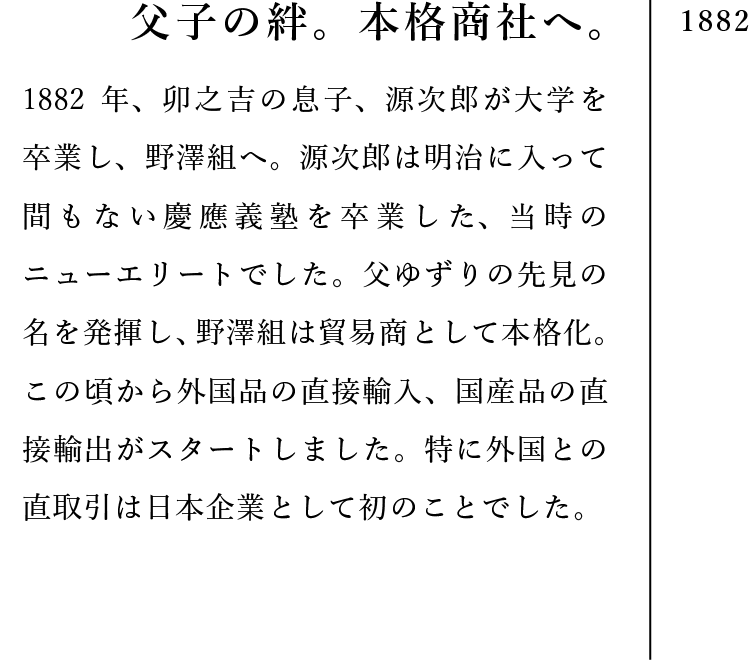 父子の絆。本格商社へ。
1882
1882 年、卯之吉の息子、源次郎が大学を
卒業し、野澤組へ。源次郎は明治に入って
間もない慶應義塾を卒業した、当時の
ニューエリートでした。父ゆずりの先見の
名を発揮し、野澤組は貿易商として本格化。
この頃から外国品の直接輸入、国産品の直
接輸出がスタートしました。特に外国との
直取引は日本企業として初のことでした。